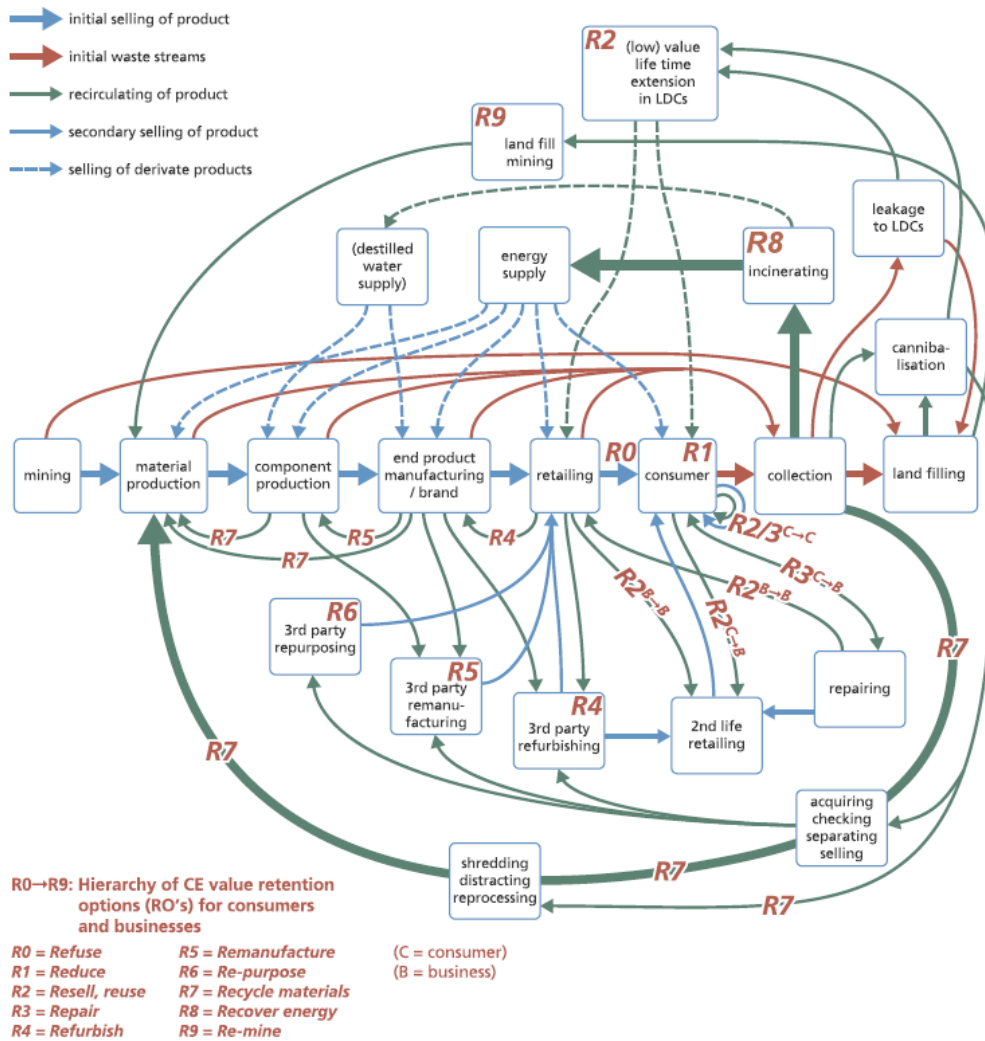 initial selling of product
initial waste streams
recirculating of product
secondary selling of product
selling of derivate products
R2
(low) value
life time
extension
in LDCs
R9
land fill
mining
leakage
to LDCs
(destilled
water
supply)
energy
supply
R8
incinerating
canniba-
lisation
mining
material
production
component
production
end product
manufacturing
/ brand
retailing
R0
R1
consumer
collection
land filling
R7
R5
R7
R4
R2/3C→C
R3C→B
R2B→B
R2B→B
R2C→B
R7
R6
3rd party
repurposing
R5
3rd party
remanu-
facturing
R4
3rd party
refurbishing
2nd life
retailing
repairing
R7
acquiring
checking
separating
selling
shredding
distracting
reprocessing
R7
R7
R0→R9: Hierarchy of CE value retention
options (RO's) for consumers
and businesses
R0 = Refuse
R1 = Reduce
R2 = Resell, reuse
R3 = Repair
R4 = Refurbish
R5 = Remanufacture
R6 = Re-purpose
R7 = Recycle materials
R8 = Recover energy
R9 = Re-mine
(C = consumer)
(B = business)